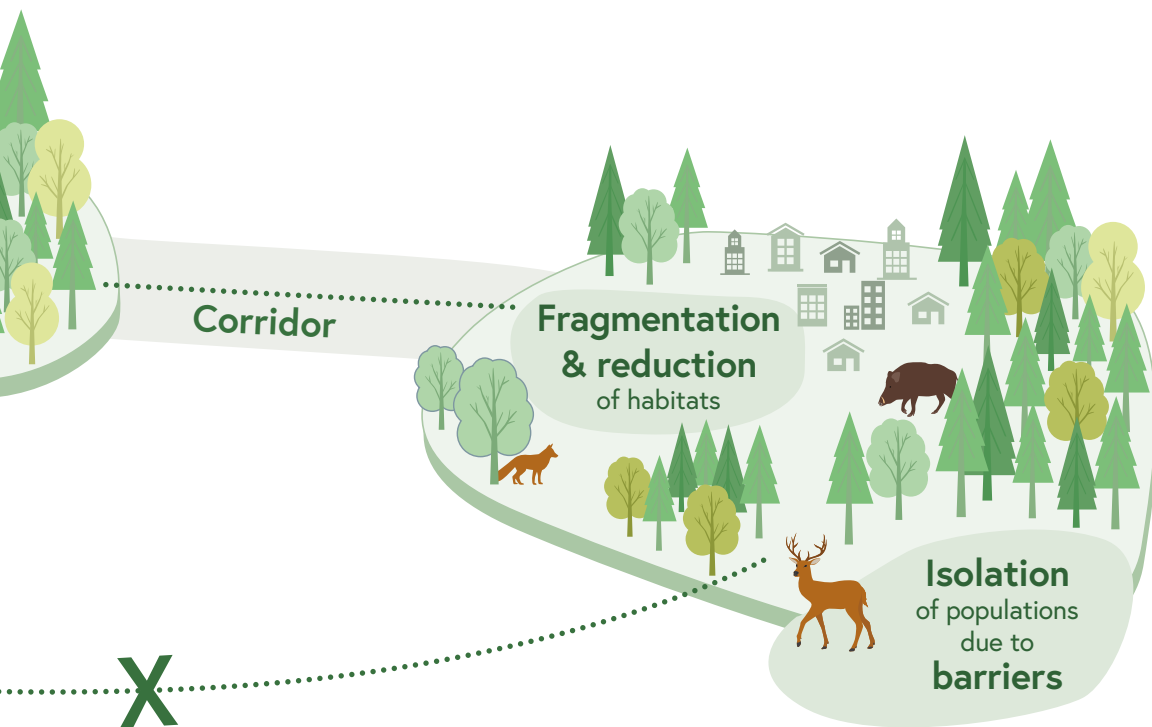 Corridor
Fragmentation
& reduction
of habitats
Isolation
of populations
due to
barriers
X